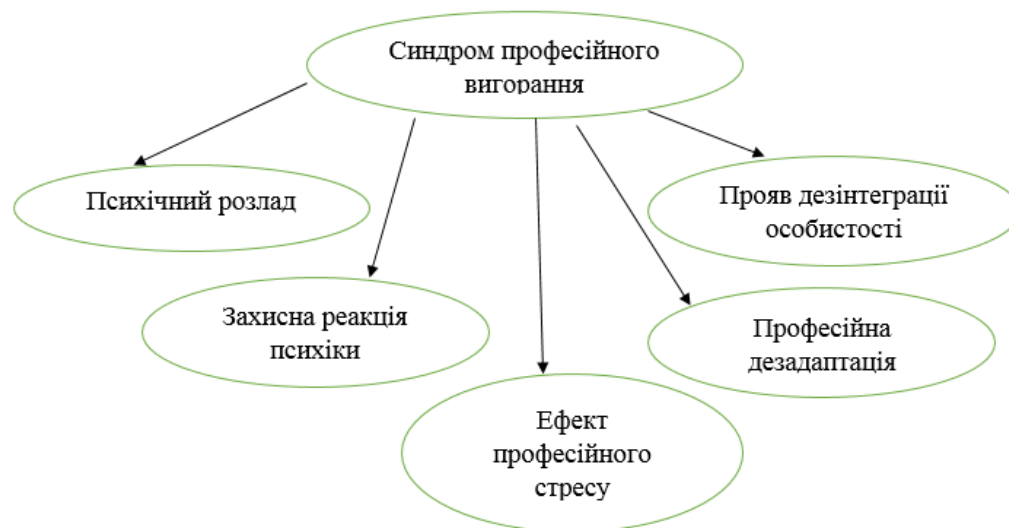 Синдром професійного
вигорання
Психічний розлад
Прояв дезінтеграції
особистості
Захисна реакція
психіки
Професійна
дезадаптація
Ефект
професійного
стресу